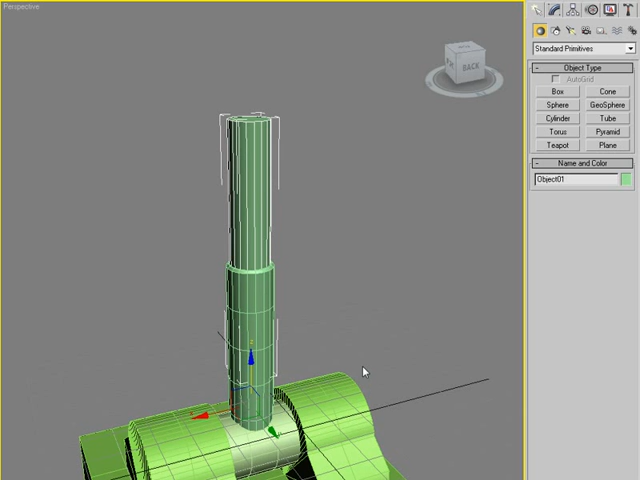 Perspective
BACK
Standard Primitives
- Object Type
AutoGrid
Box Cone
Sphere GeoSphere
Cylinder Tube
Torus Pyramid
Teapot Plane
- Name and Color
Object01